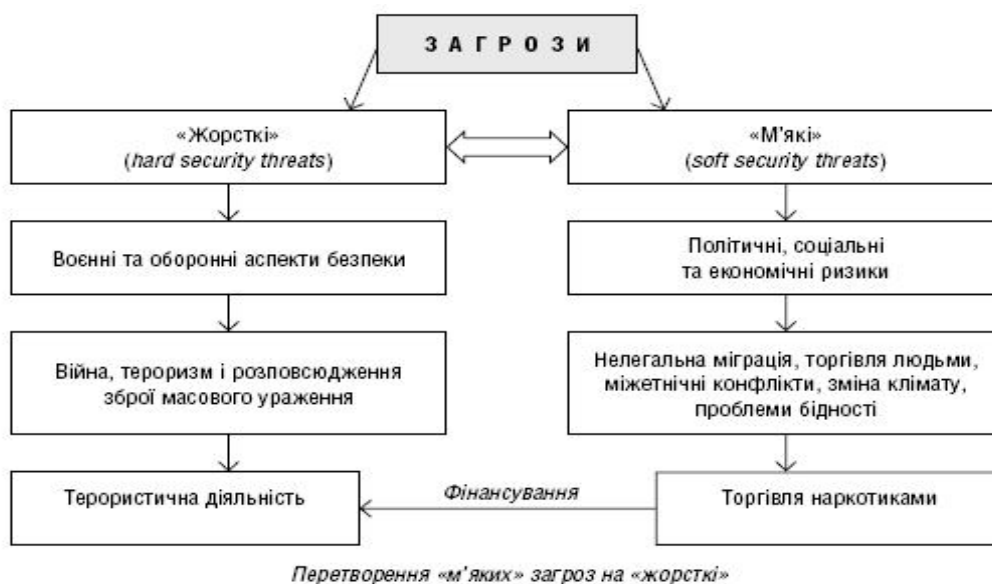 ЗАГРОЗИ
«Жорсткі»
(hard security threats)
«М'які»
(soft security threats)
Воєнні та оборонні аспекти безпеки
Політичні, соціальні
та економічні ризики
Війна, тероризм і розповсюдження
зброї масового ураження
Нелегальна міграція, торгівля людьми,
міжетнічні конфлікти, зміна клімату,
проблеми бідності
Терористична діяльність
Фінансування
Торгівля наркотиками
Перетворення «м'яких» загроз на «жорсткі»